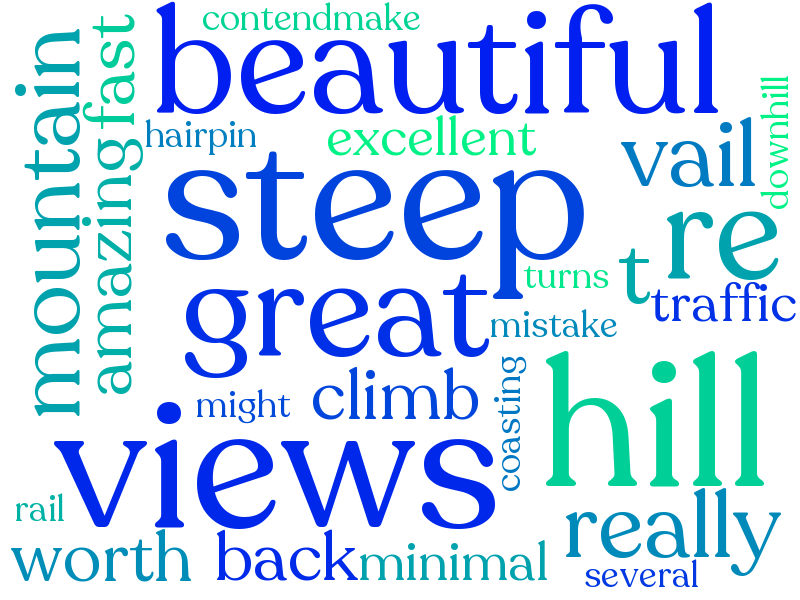 contendmake
beautiful
mountain
fast
amazing
hairpin
excellent
downhill
vail
steep
re
t
turns
traffic
great
mistake
climb
might
coasting
hill
views
rail
really
worth
back
minimal
several